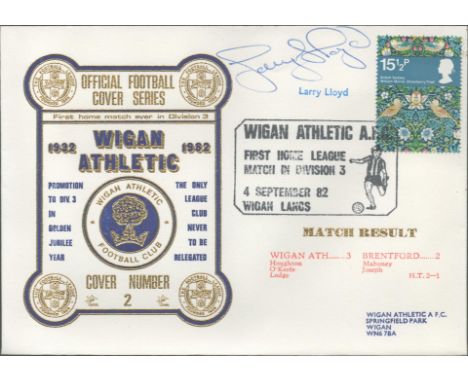 OFFICIAL FOOTBALL
COVER SERIES
First home match ever in Division 3
WIGAN
1932 ATHLETIC 1982
PROMOTION
TO DIV. 3
IN
GOLDEN
JUBILEE
YEAR
WIGAN ATHLETIC
FOOTBALL CLUB
THE ONLY
LEAGUE
CLUB
NEVER TO BE
RELEGATED
COVER NUMBER
2
Larry Lloyd
15½P
WIGAN ATHLETIC A.F.
FIRST HOME LEAGUE
MATCH IN DIVISION 3
4 SEPTEMBER 82
WIGAN LANCS
MATCH RESULT
WIGAN ATH.....3 BRENTFORD.....2
Houghton Mahoney
O'Keefe Joseph
Lodge H.T. 2-1
WIGAN ATHLETIC A F.C.
SPRINGFIELD PARK
WIGAN
WN6 7BA